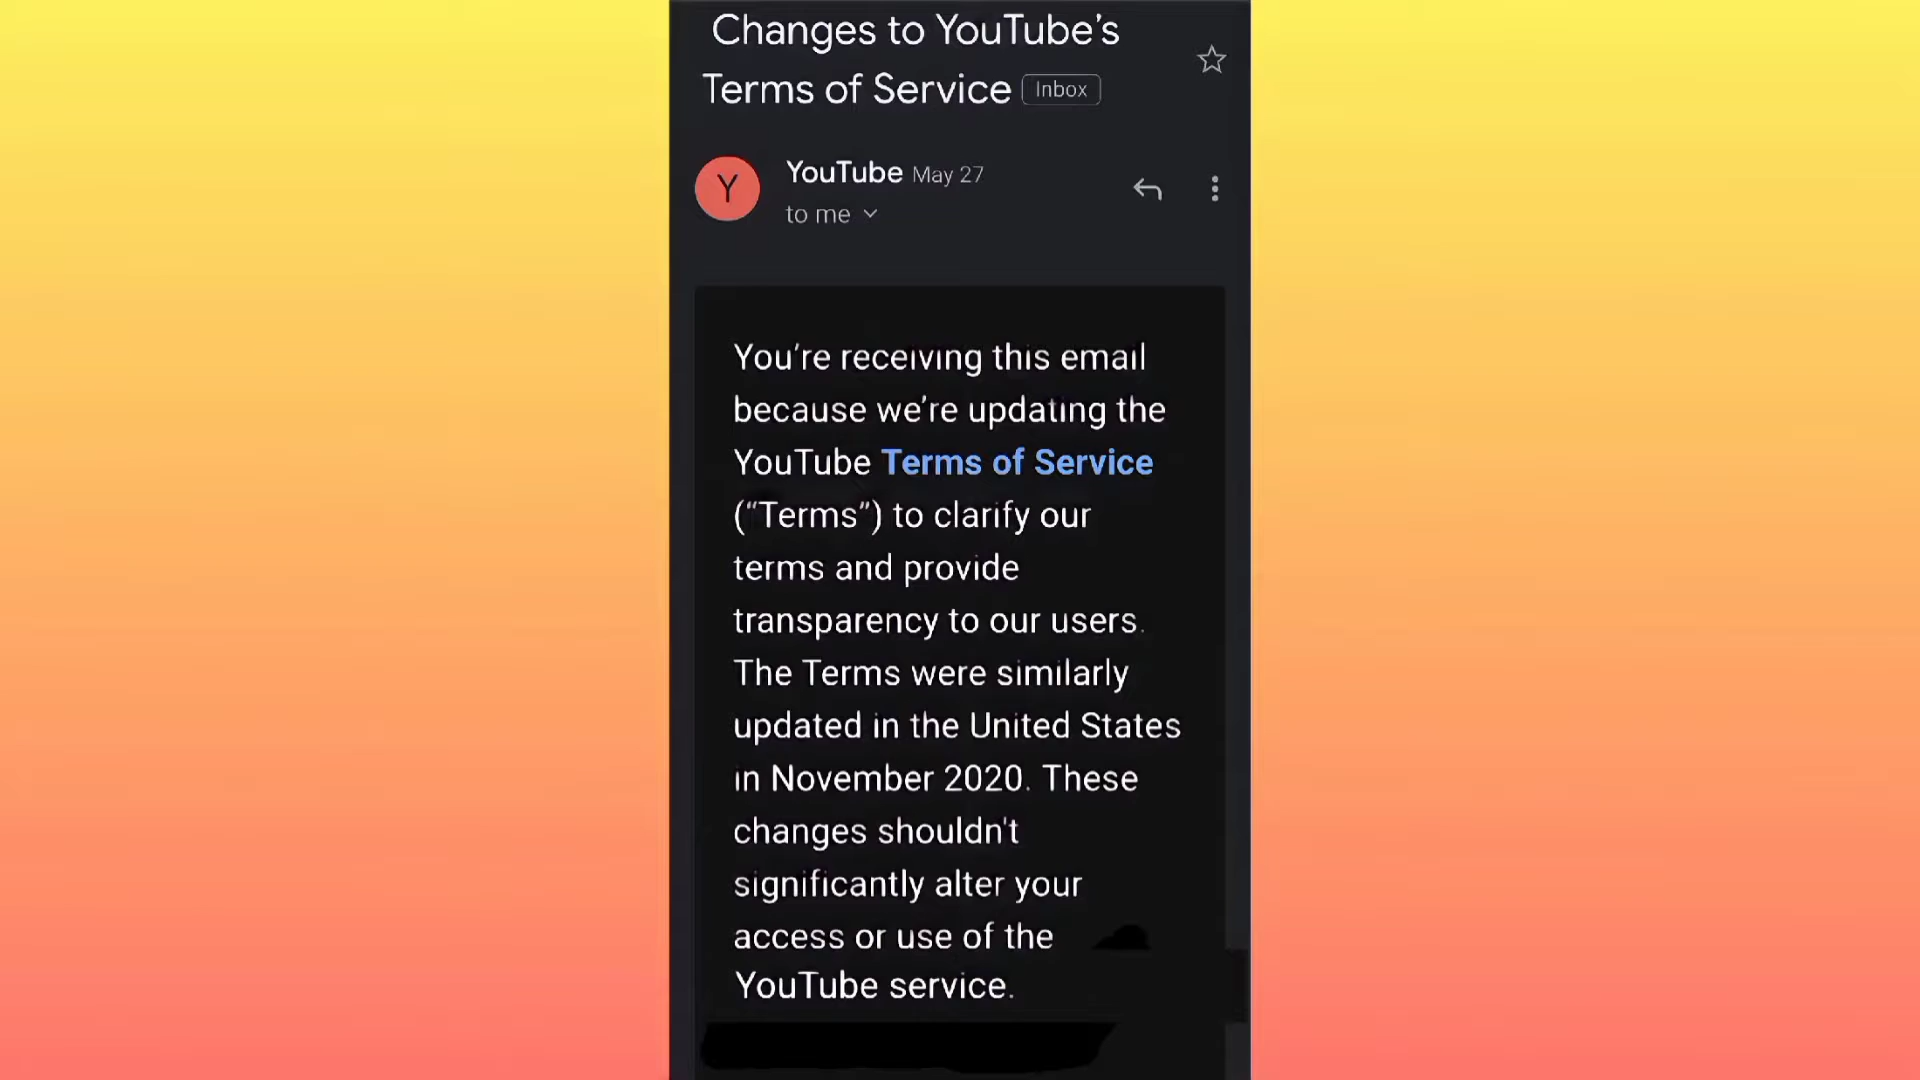 Changes to YouTube’s
Terms of Service Inbox
Y
YouTube May 27
to me
You’re receiving this email
because we’re updating the
YouTube Terms of Service
(“Terms”) to clarify our
terms and provide
transparency to our users.
The Terms were similarly
updated in the United States
in November 2020. These
changes shouldn't
significantly alter your
access or use of the
YouTube service.